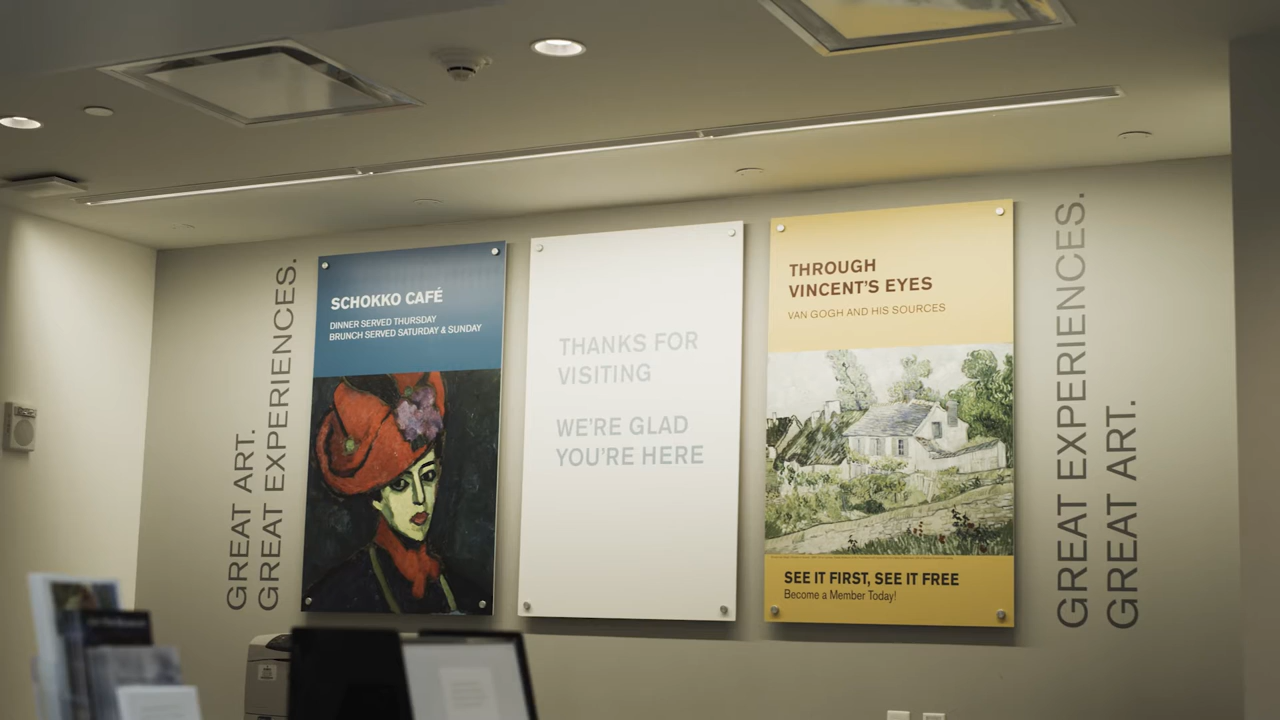 GREAT ART.
GREAT EXPERIENCES.
SCHOKKO CAFÉ
DINNER SERVED THURSDAY
BRUNCH SERVED SATURDAY & SUNDAY
THANKS FOR
VISITING
WE'RE GLAD
YOU'RE HERE
THROUGH
VINCENT'S EYES
VAN GOGH AND HIS SOURCES
SEE IT FIRST, SEE IT FREE
Become a Member Today!
GREAT EXPERIENCES.
GREAT ART.